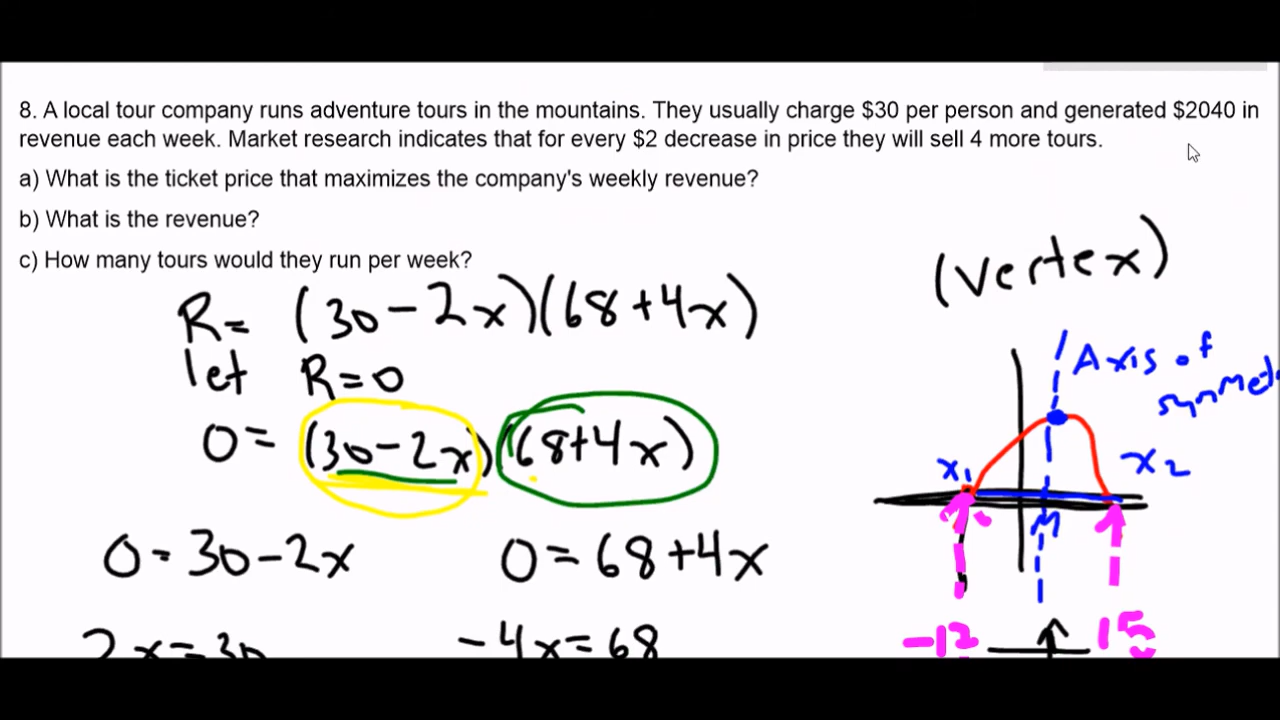 8. A local tour company runs adventure tours in the mountains. They usually charge $30 per person and generated $2040 in
revenue each week. Market research indicates that for every $2 decrease in price they will sell 4 more tours.
a) What is the ticket price that maximizes the company's weekly revenue?
b) What is the revenue?
c) How many tours would they run per week?
(vertex)
R= (30-2x)(68+4x)
let R=0
Axis of
0= (30-2x)(68+4x)
x1
x2
M
0=30-2x
0=68+4x
2x=30
-4x=68
15